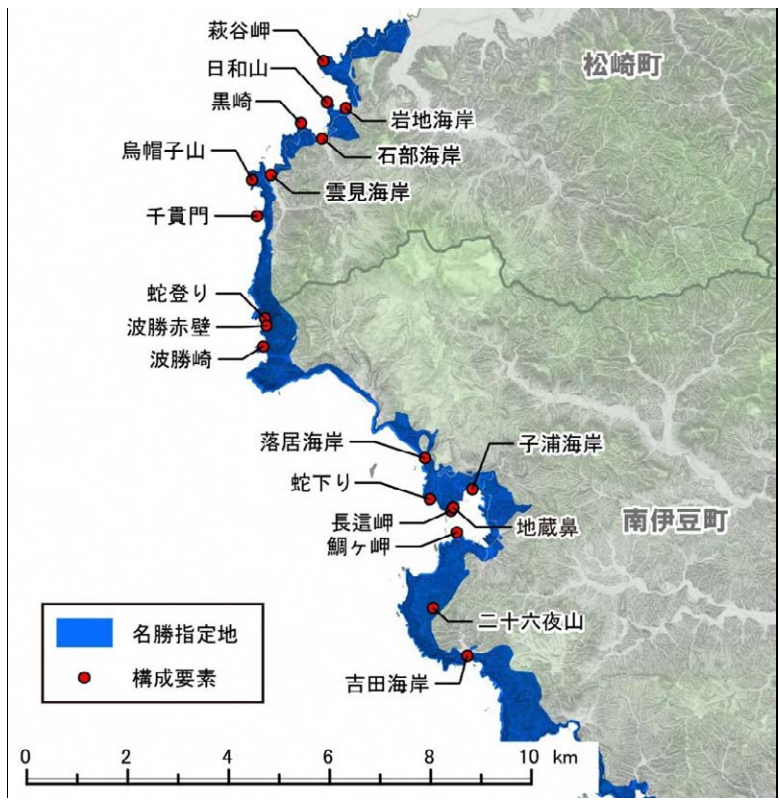 萩谷岬
松崎町
日和山
黒崎
岩地海岸
石部海岸
烏帽子山
雲見海岸
千貫門
蛇登り
波勝赤壁
波勝崎
落居海岸
子浦海岸
蛇下り
長這岬
地蔵鼻
南伊豆町
鯛ヶ岬
二十六夜山
名勝指定地
構成要素
吉田海岸
0 2 4 6 8 10 km